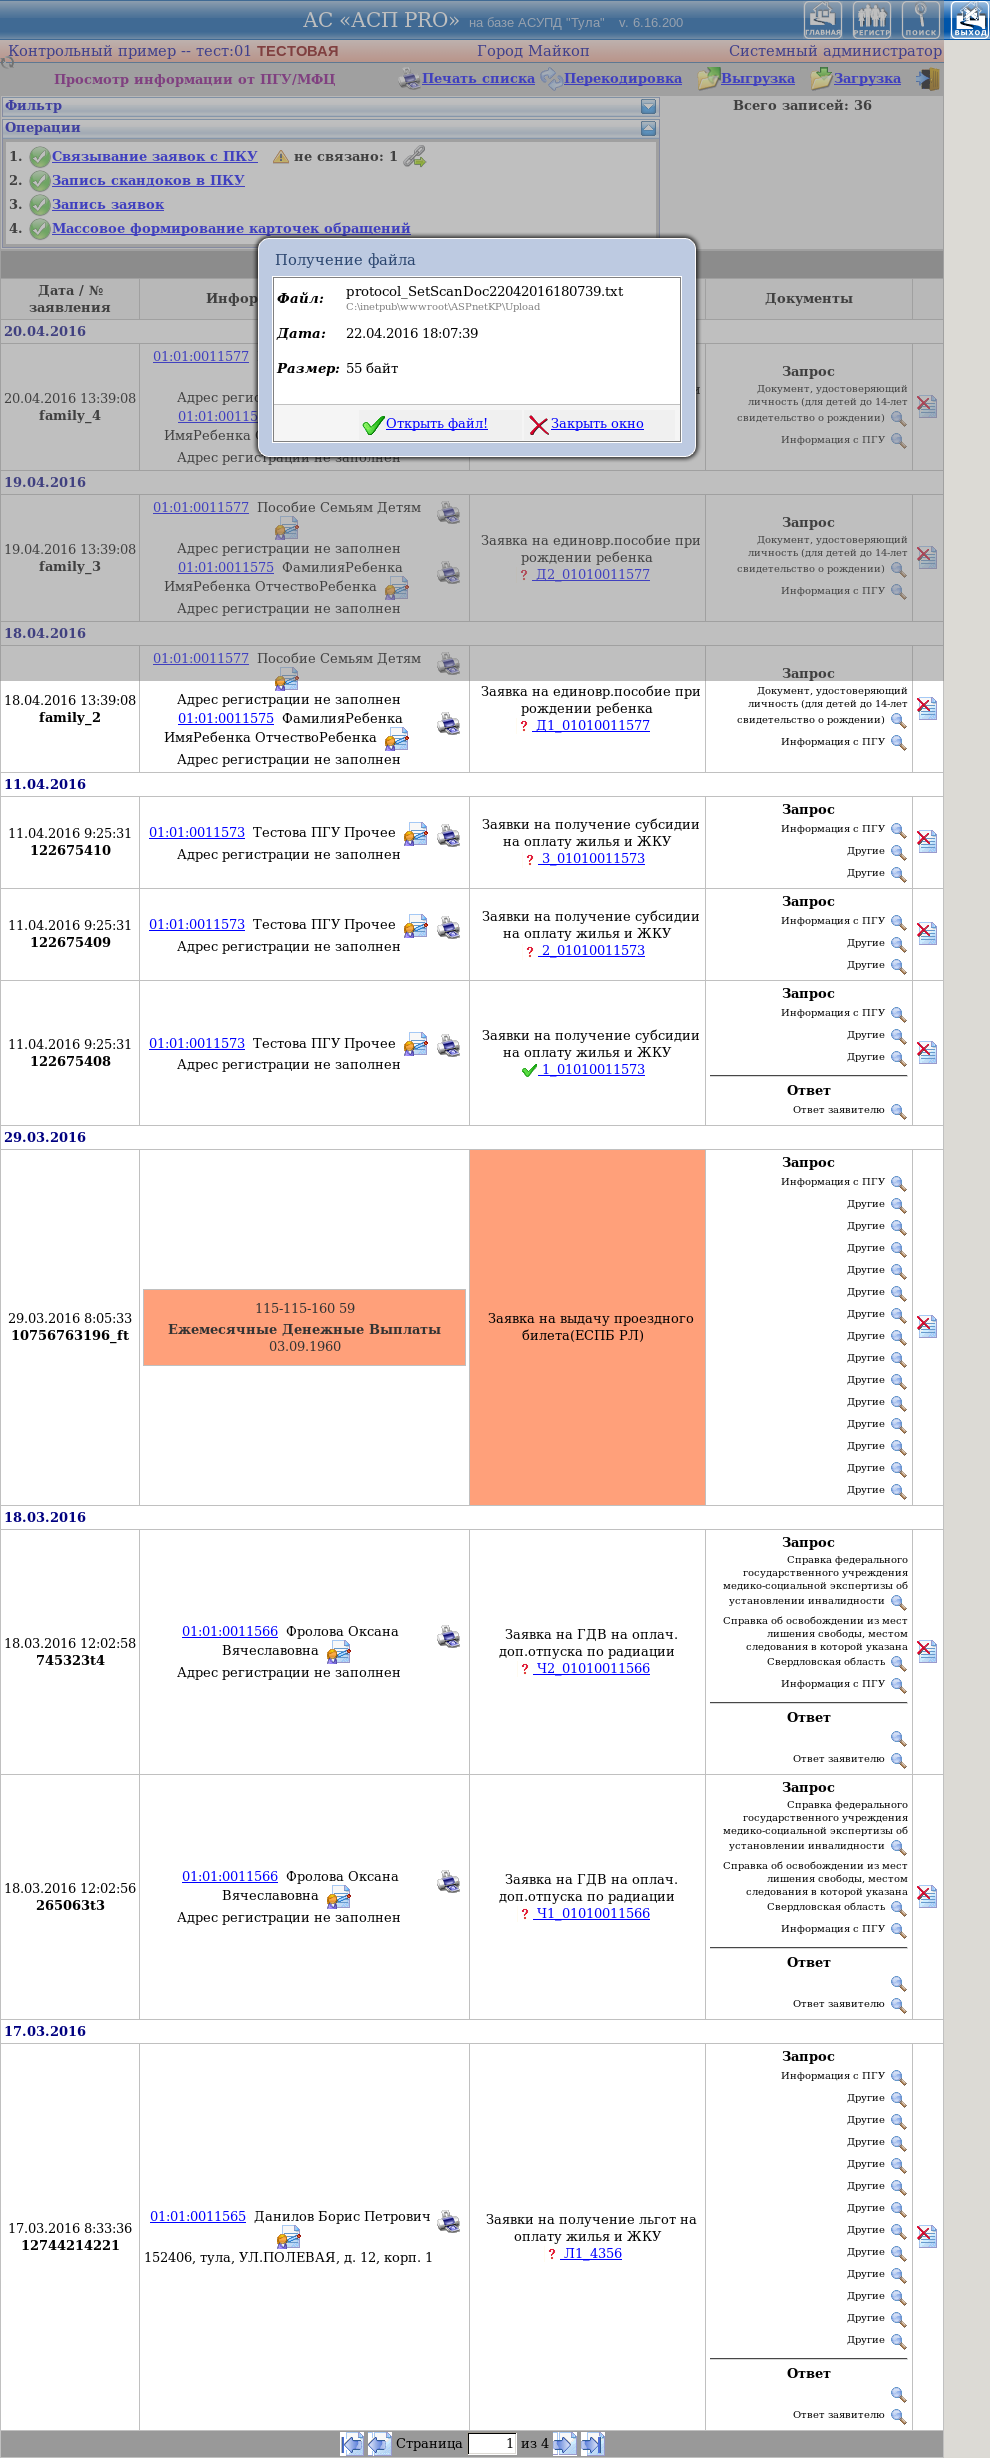 АС «АСП PRO» на базе АСУПД "Тула" v. 6.16.200
ГЛАВНАЯ РЕГИСТР ПОИСК ВЫХОД
Контрольный пример -- тест:01 ТЕСТОВАЯ Город Майкоп Системный администратор
Просмотр информации от ПГУ/МФЦ Печать списка Перекодировка Выгрузка Загрузка
Фильтр Всего записей: 36
Операции
1. Связывание заявок с ПКУ не связано: 1
2. Запись скандоков в ПКУ
3. Запись заявок
4. Массовое формирование карточек обращений
Получение файла
Файл: protocol_SetScanDoc22042016180739.txt
C:\inetpub\wwwroot\ASPnetKP\Upload
Дата: 22.04.2016 18:07:39
Размер: 55 байт
Открыть файл! Закрыть окно
Дата / №
заявления
Документы
20.04.2016
20.04.2016 13:39:08
family_4
01:01:0011577
ИмяРебенка
Адрес регистрации не заполнен
Запрос
Документ, удостоверяющий
личность (для детей до 14-лет
свидетельство о рождении)
Информация с ПГУ
19.04.2016
19.04.2016 13:39:08
family_3
01:01:0011577 Пособие Семьям Детям
Адрес регистрации не заполнен
01:01:0011575 ФамилияРебенка
ИмяРебенка ОтчествоРебенка
Адрес регистрации не заполнен
Заявка на единовр.пособие при
рождении ребенка
? Д2_01010011577
Запрос
Документ, удостоверяющий
личность (для детей до 14-лет
свидетельство о рождении)
Информация с ПГУ
18.04.2016
18.04.2016 13:39:08
family_2
01:01:0011577 Пособие Семьям Детям
Адрес регистрации не заполнен
01:01:0011575 ФамилияРебенка
ИмяРебенка ОтчествоРебенка
Адрес регистрации не заполнен
Заявка на единовр.пособие при
рождении ребенка
? Д1_01010011577
Запрос
Документ, удостоверяющий
личность (для детей до 14-лет
свидетельство о рождении)
Информация с ПГУ
11.04.2016
11.04.2016 9:25:31
122675410
01:01:0011573 Тестова ПГУ Прочее
Адрес регистрации не заполнен
Заявки на получение субсидии
на оплату жилья и ЖКУ
? 3_01010011573
Запрос
Информация с ПГУ
Другие
Другие
11.04.2016 9:25:31
122675409
01:01:0011573 Тестова ПГУ Прочее
Адрес регистрации не заполнен
Заявки на получение субсидии
на оплату жилья и ЖКУ
? 2_01010011573
Запрос
Информация с ПГУ
Другие
Другие
11.04.2016 9:25:31
122675408
01:01:0011573 Тестова ПГУ Прочее
Адрес регистрации не заполнен
Заявки на получение субсидии
на оплату жилья и ЖКУ
1_01010011573
Запрос
Информация с ПГУ
Другие
Другие
Ответ
Ответ заявителю
29.03.2016
29.03.2016 8:05:33
10756763196_ft
115-115-160 59
Ежемесячные Денежные Выплаты
03.09.1960
Заявка на выдачу проездного
билета(ЕСПБ РЛ)
Запрос
Информация с ПГУ
Другие
Другие
Другие
Другие
Другие
Другие
Другие
Другие
Другие
Другие
Другие
Другие
Другие
Другие
18.03.2016
18.03.2016 12:02:58
745323t4
01:01:0011566 Фролова Оксана
Вячеславовна
Адрес регистрации не заполнен
Заявка на ГДВ на оплач.
доп.отпуска по радиации
? Ч2_01010011566
Запрос
Справка федерального
государственного учреждения
медико-социальной экспертизы об
установлении инвалидности
Справка об освобождении из мест
лишения свободы, местом
следования в которой указана
Свердловская область
Информация с ПГУ
Ответ
Ответ заявителю
18.03.2016 12:02:56
265063t3
01:01:0011566 Фролова Оксана
Вячеславовна
Адрес регистрации не заполнен
Заявка на ГДВ на оплач.
доп.отпуска по радиации
? Ч1_01010011566
Запрос
Справка федерального
государственного учреждения
медико-социальной экспертизы об
установлении инвалидности
Справка об освобождении из мест
лишения свободы, местом
следования в которой указана
Свердловская область
Информация с ПГУ
Ответ
Ответ заявителю
17.03.2016
17.03.2016 8:33:36
12744214221
01:01:0011565 Данилов Борис Петрович
152406, тула, УЛ.ПОЛЕВАЯ, д. 12, корп. 1
Заявки на получение льгот на
оплату жилья и ЖКУ
? Л1_4356
Запрос
Информация с ПГУ
Другие
Другие
Другие
Другие
Другие
Другие
Другие
Другие
Другие
Другие
Другие
Другие
Ответ
Ответ заявителю
Страница 1 из 4